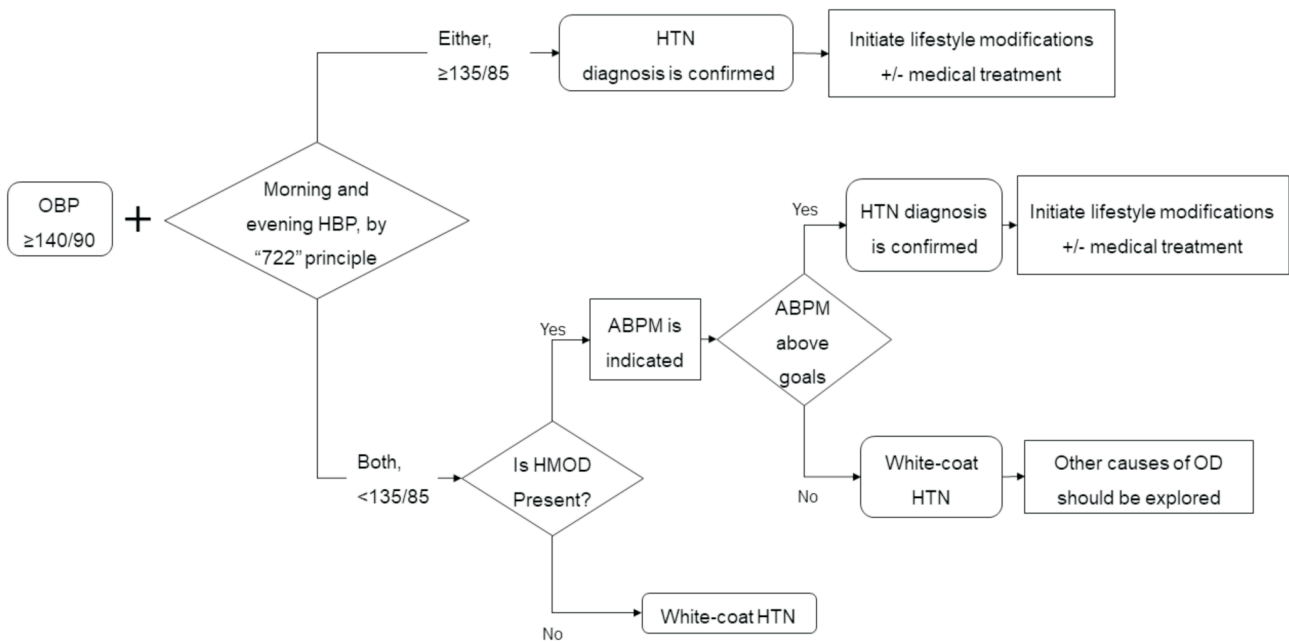 Either,
≥135/85
HTN
diagnosis is confirmed
Initiate lifestyle modifications
+/- medical treatment
OBP
≥140/90
+
Morning and
evening HBP, by
“722” principle
Yes
HTN diagnosis
is confirmed
Initiate lifestyle modifications
+/- medical treatment
Yes
ABPM is
indicated
ABPM
above
goals
Both,
<135/85
Is HMOD
Present?
No
White-coat
HTN
Other causes of OD
should be explored
No
White-coat HTN